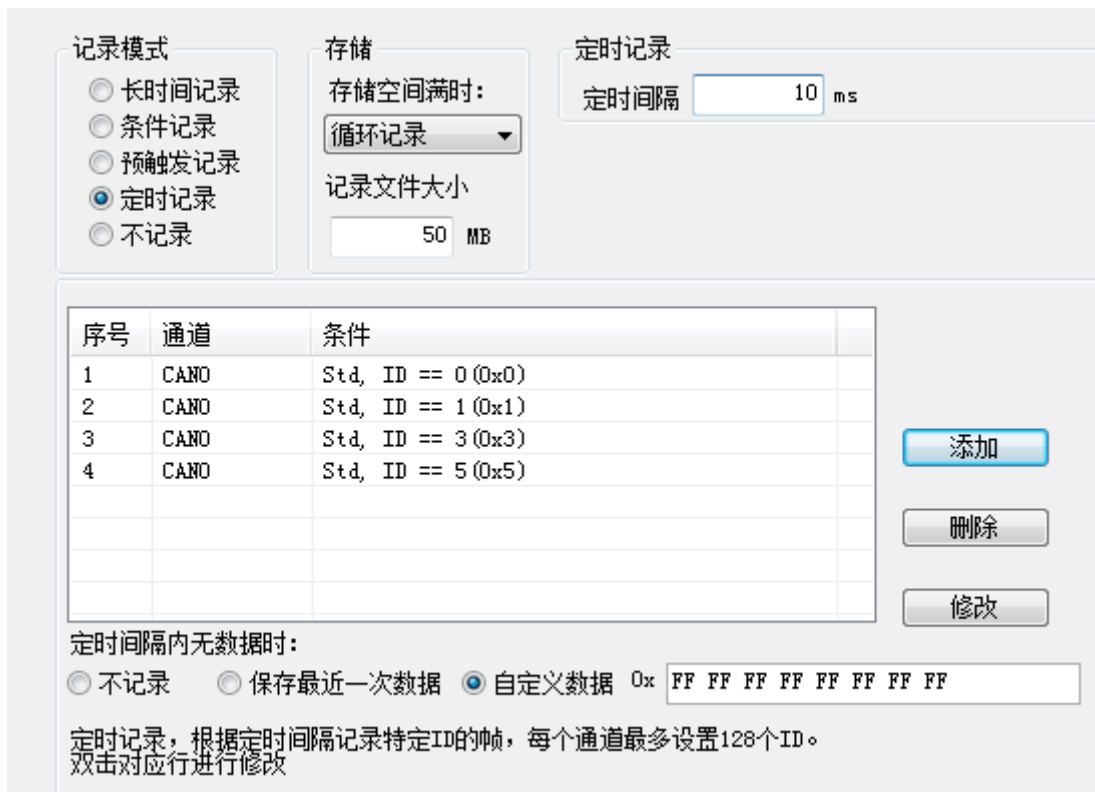 记录模式
长时间记录
条件记录
预触发记录
定时记录
不记录
存储
存储空间满时:
循环记录
记录文件大小
50 MB
定时记录
定时间隔 10 ms
序号 通道 条件
1 CAN0 Std, ID == 0(0x0)
2 CAN0 Std, ID == 1(0x1)
3 CAN0 Std, ID == 3(0x3)
4 CAN0 Std, ID == 5(0x5)
添加
删除
修改
定时间隔内无数据时:
不记录 保存最近一次数据 自定义数据 0x FF FF FF FF FF FF FF FF
定时记录，根据定时间隔记录特定ID的帧，每个通道最多设置128个ID。
双击对应行进行修改